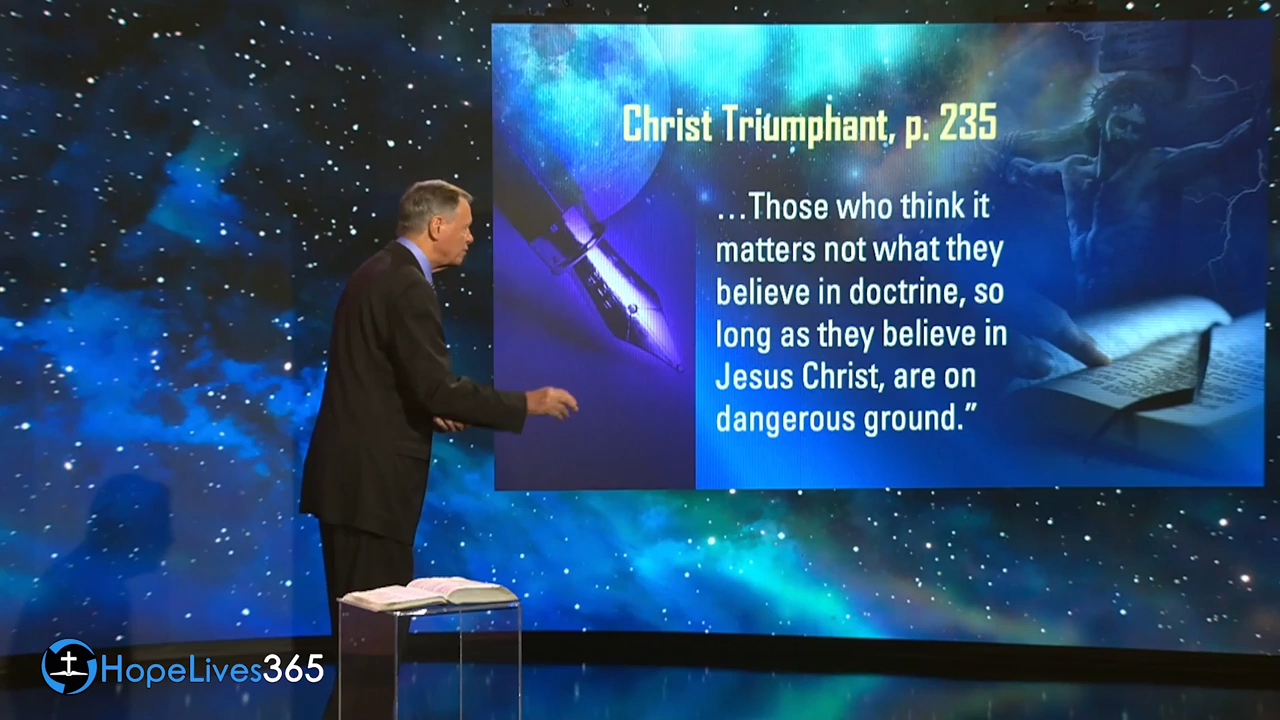 Christ Triumphant, p. 235
…Those who think it
matters not what they
believe in doctrine, so
long as they believe in
Jesus Christ, are on
dangerous ground.”
HopeLives365